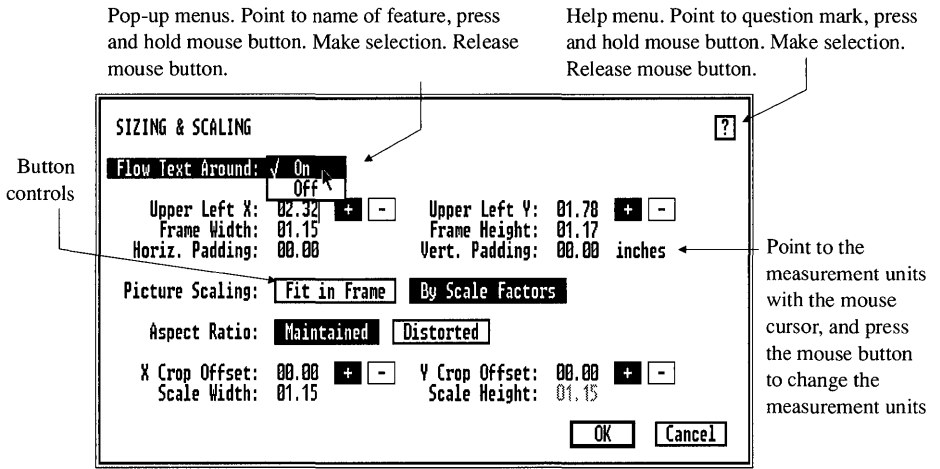 Pop-up menus. Point to name of feature, press
and hold mouse button. Make selection. Release
mouse button.
Help menu. Point to question mark, press
and hold mouse button. Make selection.
Release mouse button.
SIZING & SCALING
?
Button
controls
Flow Text Around: √ On
Off
Upper Left X: 02.32 + - Upper Left Y: 01.78 + -
Frame Width: 01.15 Frame Height: 01.17
Horiz. Padding: 00.00 Vert. Padding: 00.00 inches
Picture Scaling: Fit in Frame By Scale Factors
Aspect Ratio: Maintained Distorted
X Crop Offset: 00.00 + - Y Crop Offset: 00.00 + -
Scale Width: 01.15 Scale Height: 01.15
OK Cancel
Point to the
measurement units
with the mouse
cursor, and press
the mouse button
to change the
measurement units